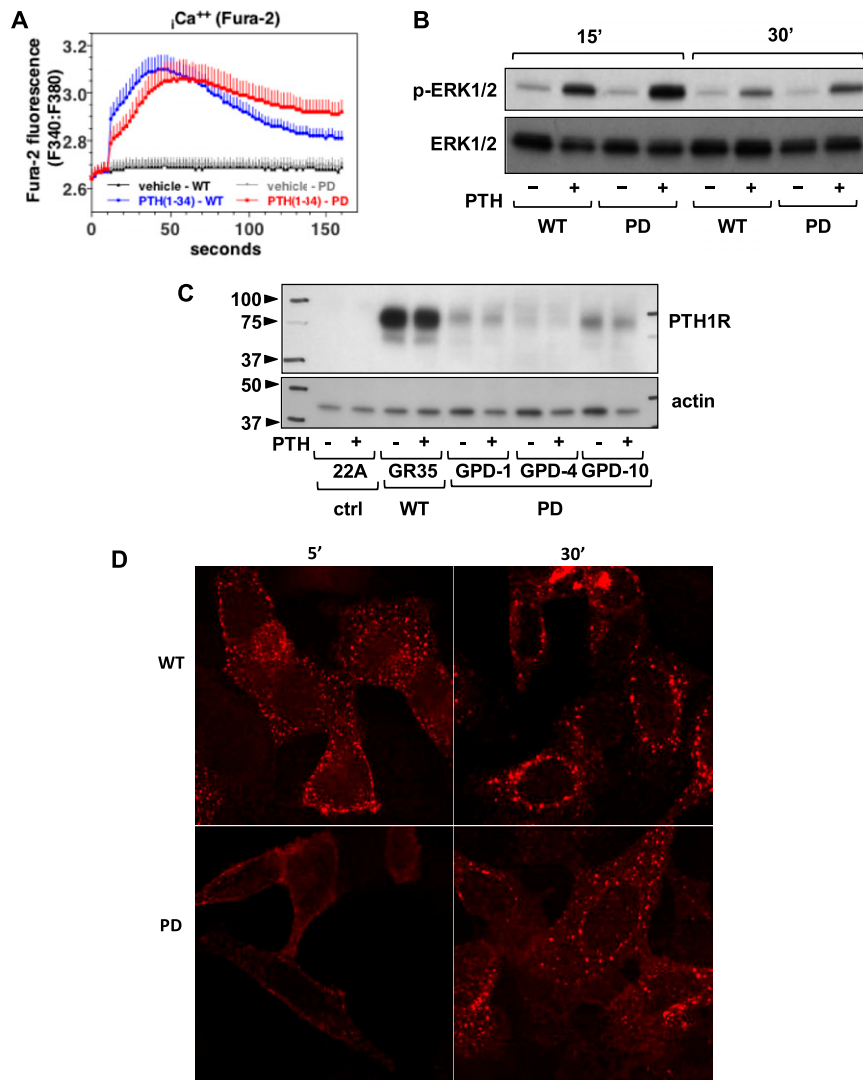 A
iCa++ (Fura-2)
Fura-2 fluorescence
(F340:F380)
3.2
3.0
2.8
2.6
vehicle - WT
vehicle - PD
PTH(1-34) - WT
PTH(1-34) - PD
0 50 100 150
seconds
B
15’ 30’
p-ERK1/2
ERK1/2
PTH - + - + - + - +
WT PD WT PD
C
100
75
37
PTH1R
50
37
actin
PTH - + - + - + - + - +
22A GR35 GPD-1 GPD-4 GPD-10
ctrl WT PD
D
5’ 30’
WT
PD